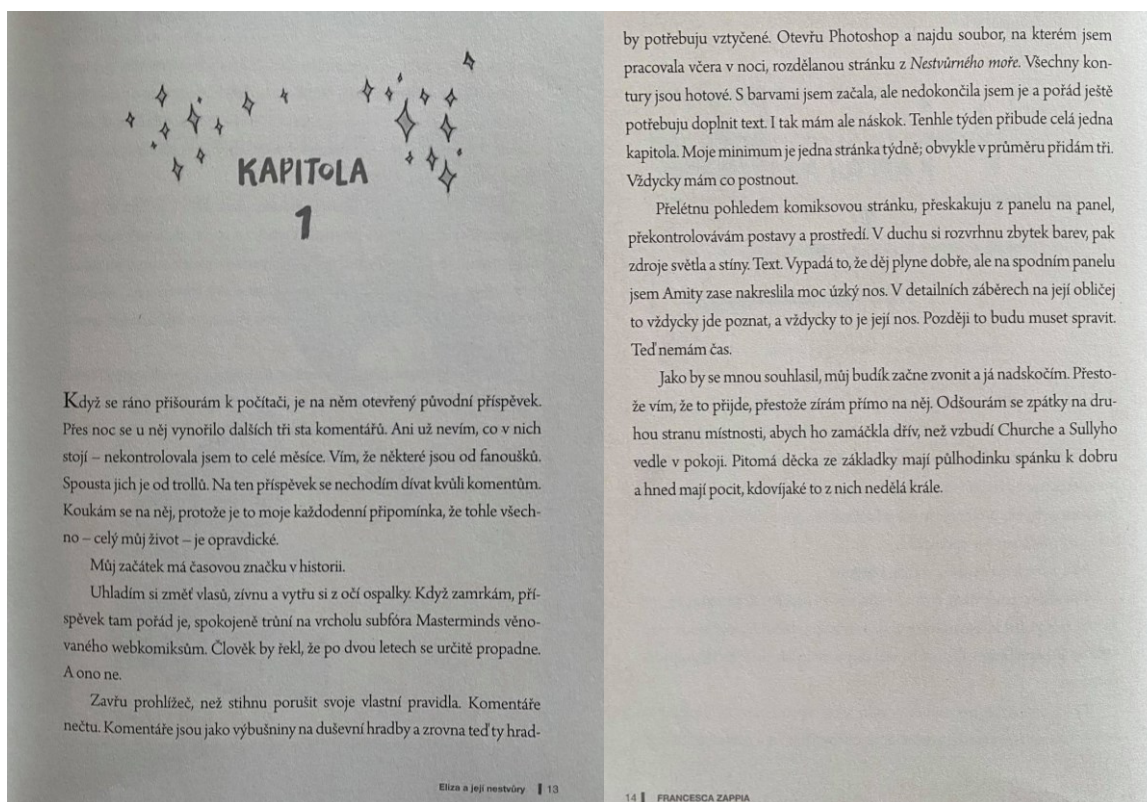 KAPITOLA
1
Když se ráno přišourám k počítači, je na něm otevřený původní příspěvek.
Přes noc se u něj vynořilo dalších tři sta komentářů. Ani už nevím, co v nich
stojí – nekontrolovala jsem to celé měsíce. Vím, že některé jsou od fanoušků.
Spousta jich je od trollů. Na ten příspěvek se nechodím dívat kvůli komentům.
Koukám se na něj, protože je to moje každodenní připomínka, že tohle všech-
no – celý můj život – je opravdické.
Můj začátek má časovou značku v historii.
Uhladím si změť vlasů, zívnu a vytřu si z očí ospalky. Když zamrkám, pří-
spěvek tam pořád je, spokojeně trůní na vrcholu subfóra Masterminds věno-
vaného webkomiksům. Člověk by řekl, že po dvou letech se určitě propadne.
A ono ne.
Zavřu prohlížeč, než stihnu porušit svoje vlastní pravidla. Komentáře
nečtu. Komentáře jsou jako výbušniny na duševní hradby a zrovna teď ty hrad-
Eliza a její nestvůry 13
by potřebuju vztyčené. Otevřu Photoshop a najdu soubor, na kterém jsem
pracovala včera v noci, rozdělanou stránku z Nestvůrného moře. Všechny kon-
tury jsou hotové. S barvami jsem začala, ale nedokončila jsem je a pořád ještě
potřebuju doplnit text. I tak mám ale náskok. Tenhle týden přibude celá jedna
kapitola. Moje minimum je jedna stránka týdně; obvykle v průměru přidám tři.
Vždycky mám co postnout.
Přelétnu pohledem komiksovou stránku, přeskakuju z panelu na panel,
překontrolovávám postavy a prostředí. V duchu si rozvrhnu zbytek barev, pak
zdroje světla a stíny. Text. Vypadá to, že děj plyne dobře, ale na spodním panelu
jsem Amity zase nakreslila moc úzký nos. V detailních záběrech na její obličej
to vždycky jde poznat, a vždycky to je její nos. Později to budu muset spravit.
Teď nemám čas.
Jako by se mnou souhlasil, můj budík začne zvonit a já nadskočím. Přesto-
že vím, že to přijde, přestože zírám přímo na něj. Odšourám se zpátky na dru-
hou stranu místnosti, abych ho zamáčkla dřív, než vzbudí Churche a Sullyho
vedle v pokoji. Pitomá děcka ze základky mají půlhodinku spánku k dobru
a hned mají pocit, kdovíjaké to z nich nedělá krále.
14 FRANCESCA ZAPPIA